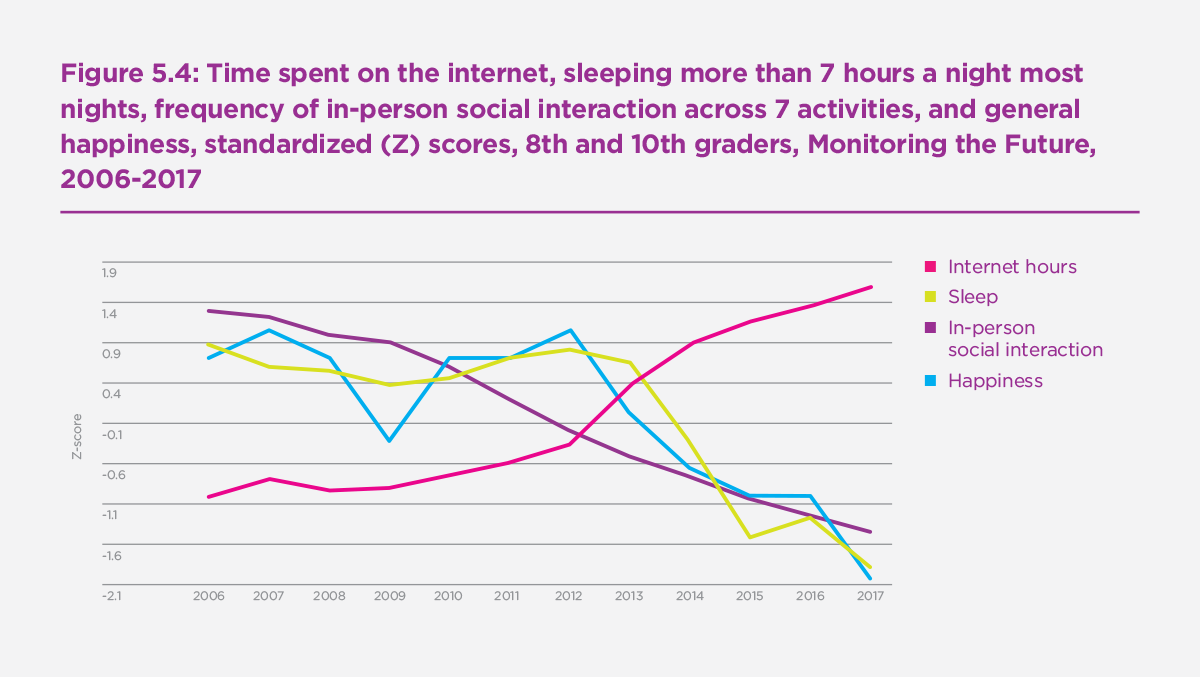 Figure 5.4: Time spent on the internet, sleeping more than 7 hours a night most
nights, frequency of in-person social interaction across 7 activities, and general
happiness, standardized (Z) scores, 8th and 10th graders, Monitoring the Future,
2006-2017
1.9
1.4
0.9
0.4
-0.1
-0.6
-1.1
-1.6
-2.1
Z-score
2006 2007 2008 2009 2010 2011 2012 2013 2014 2015 2016 2017
Internet hours
Sleep
In-person
social interaction
Happiness